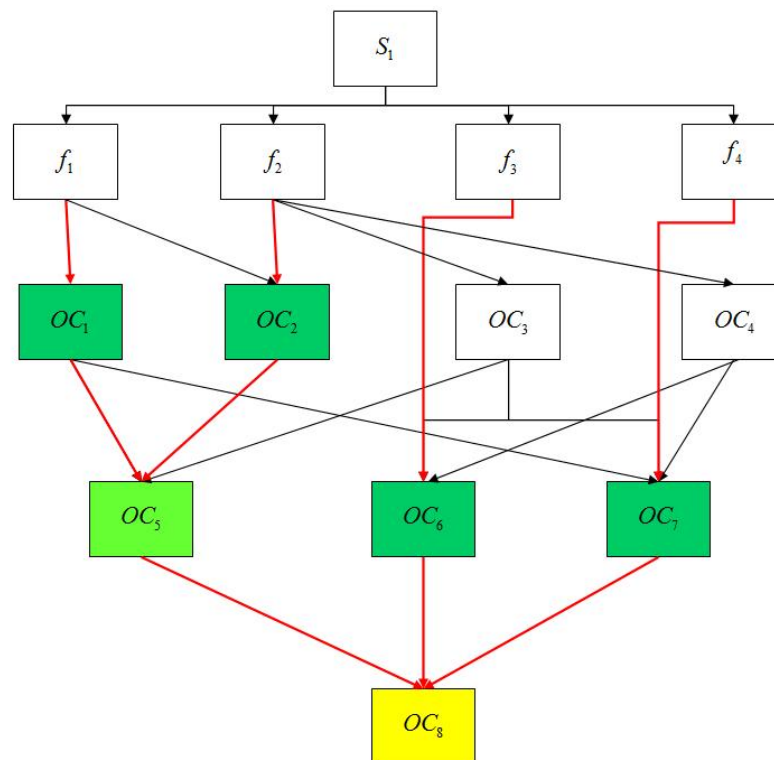 S₁
f₁ f₂ f₃ f₄
OC₁ OC₂ OC₃ OC₄
OC₅ OC₆ OC₇
OC₈